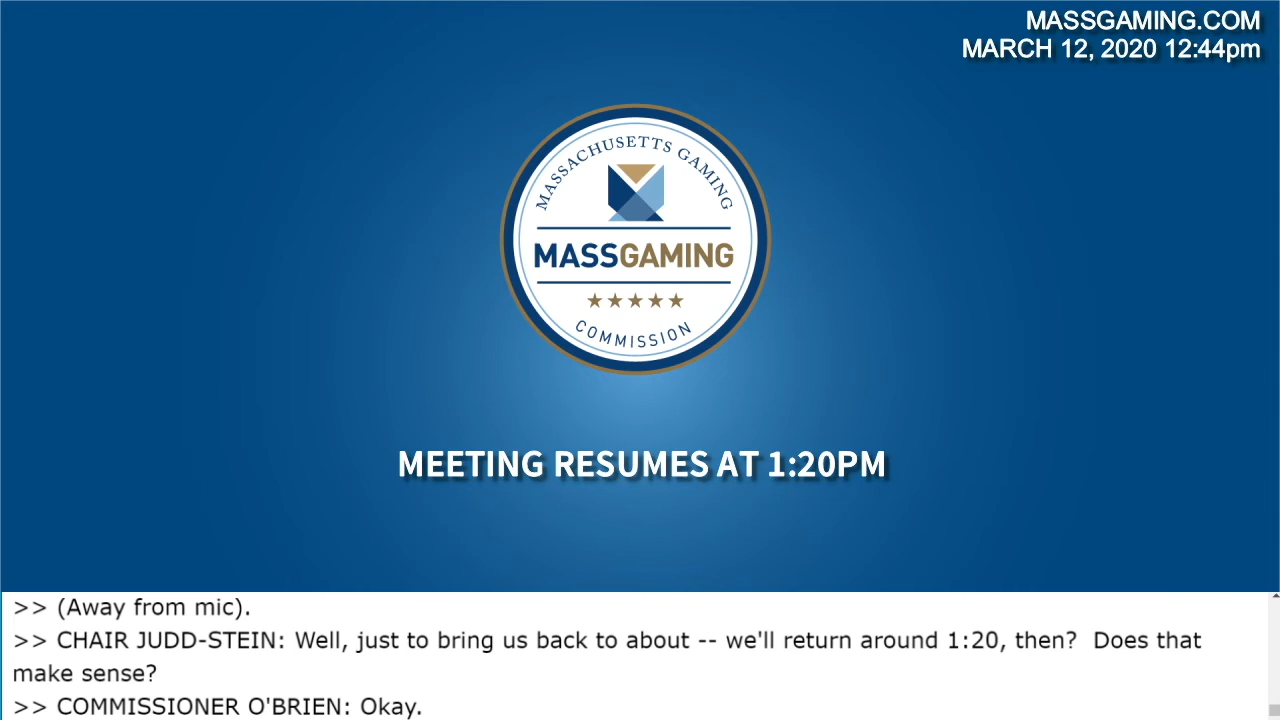 MASSGAMING.COM
MARCH 12, 2020 12:44pm
MASSACHUSETTS GAMING
MASSGAMING
COMMISSION
MEETING RESUMES AT 1:20PM
>> (Away from mic).
>> CHAIR JUDD-STEIN: Well, just to bring us back to about -- we'll return around 1:20, then?  Does that
make sense?
>> COMMISSIONER O'BRIEN: Okay.